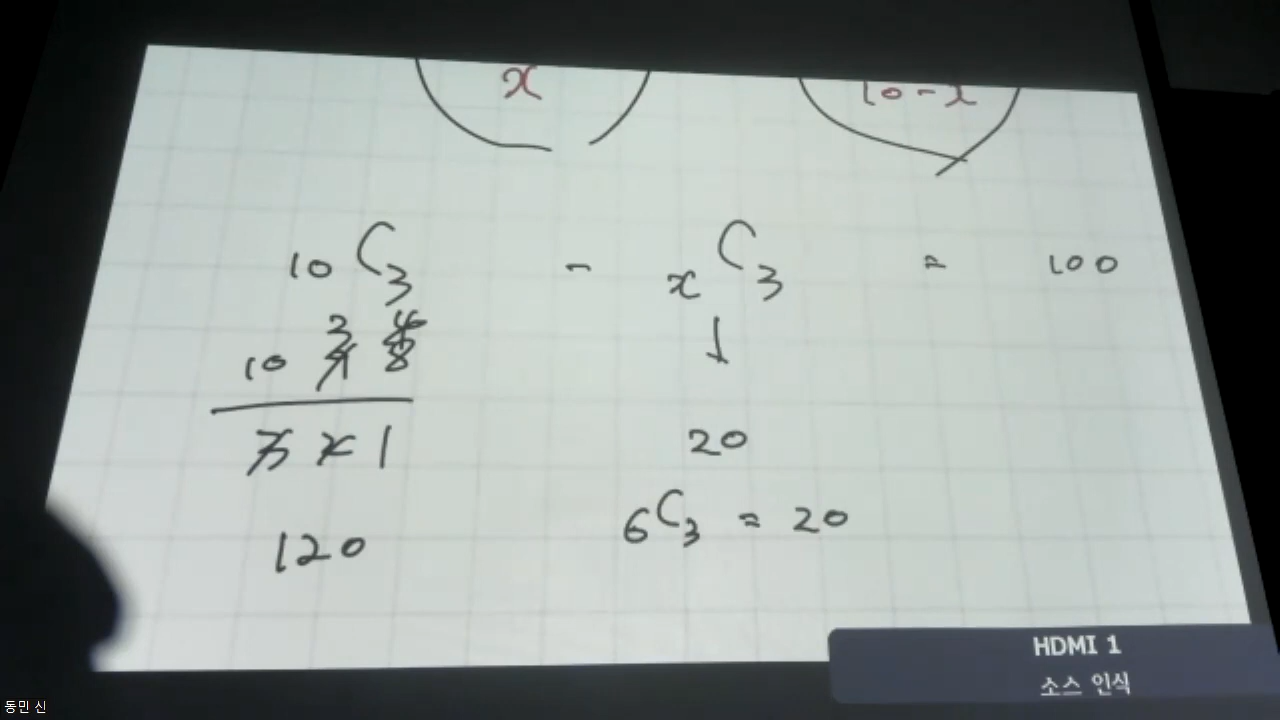 x 10-x
10C3 - xC3 = 100
3 4
10 9 8
3 2 1
20
6C3 = 20
120
HDMI 1
소스 인식
동민 신